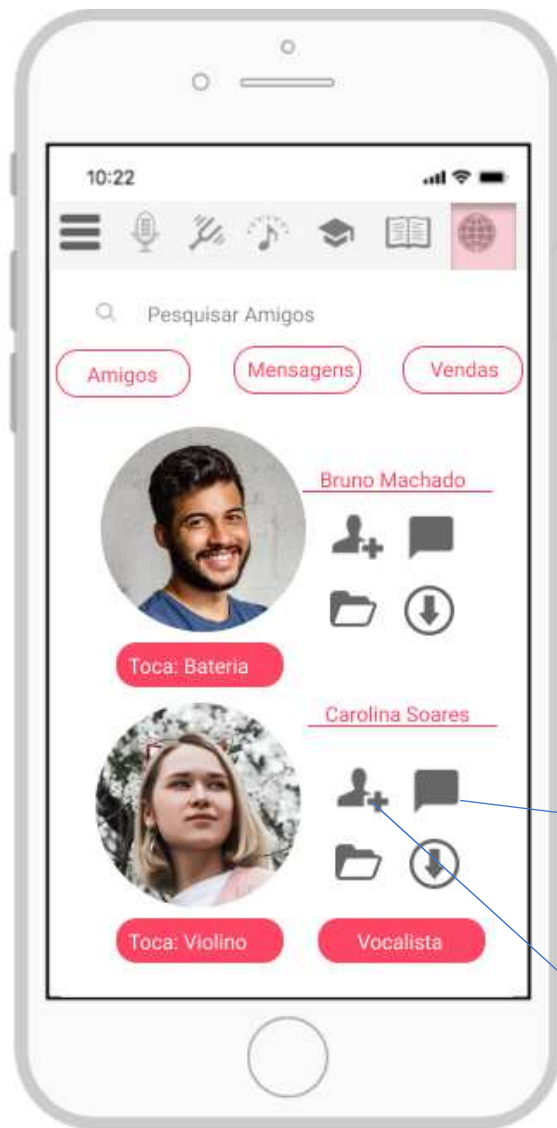 10:22
Pesquisar Amigos
Amigos Mensagens Vendas
Bruno Machado
Toca: Bateria
Carolina Soares
Toca: Violino Vocalista